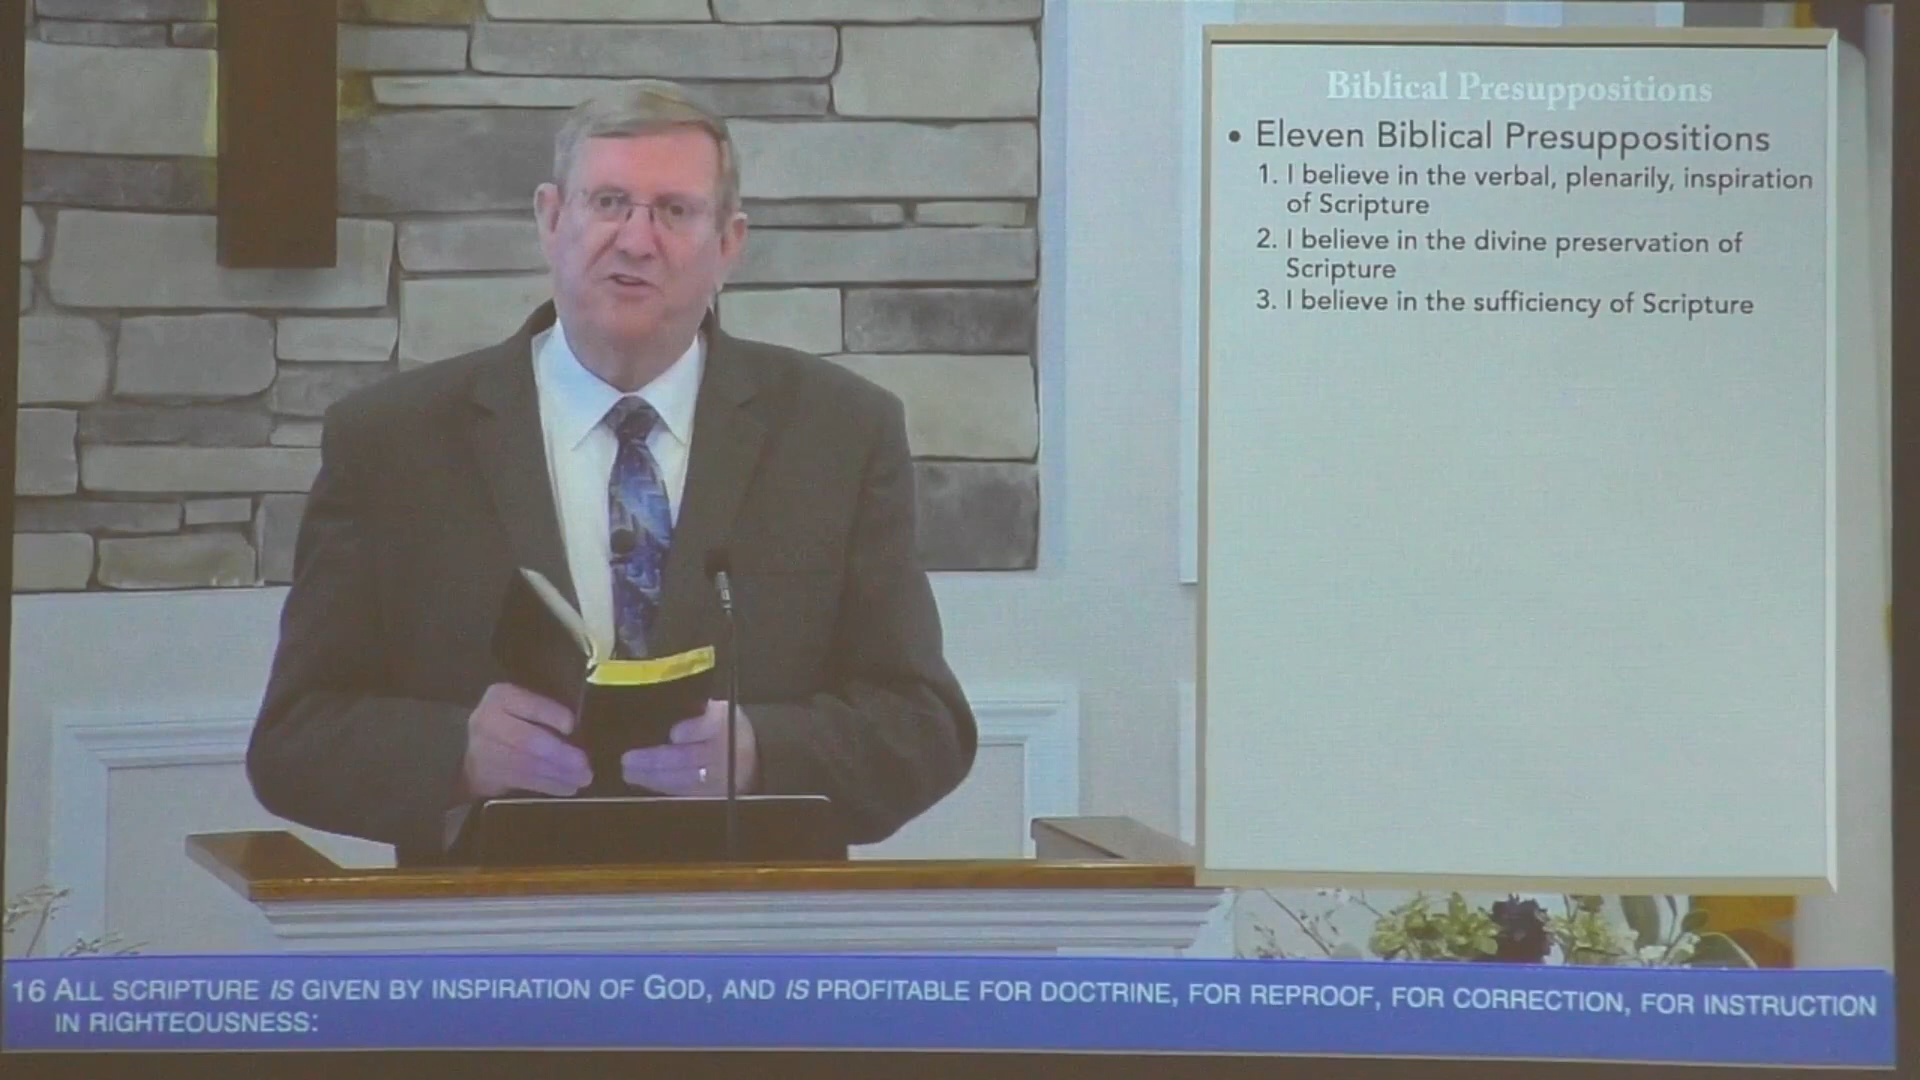 Biblical Presuppositions
• Eleven Biblical Presuppositions
1. I believe in the verbal, plenarily, inspiration
of Scripture
2. I believe in the divine preservation of
Scripture
3. I believe in the sufficiency of Scripture
16 ALL SCRIPTURE IS GIVEN BY INSPIRATION OF GOD, AND IS PROFITABLE FOR DOCTRINE, FOR REPROOF, FOR CORRECTION, FOR INSTRUCTION
IN RIGHTEOUSNESS: